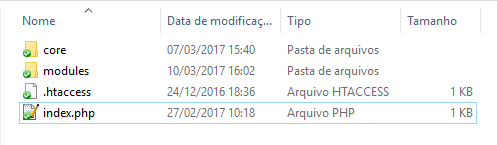 Nome Data de modificaç... Tipo Tamanho
core 07/03/2017 15:40 Pasta de arquivos
modules 10/03/2017 16:02 Pasta de arquivos
.htaccess 24/12/2016 18:36 Arquivo HTACCESS 1 KB
index.php 27/02/2017 10:18 Arquivo PHP 1 KB